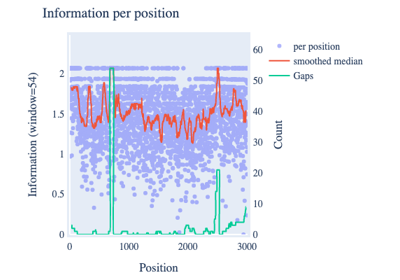 Information per position
60
per position
smoothed median
Gaps
2
50
40
1.5
30
1
20
0.5
10
0
0
0
1000
2000
3000
Information (window=54)
Count
Position